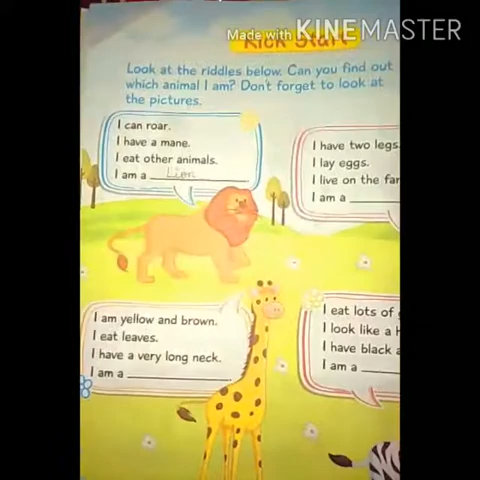 Made with KINEMASTER
Kick Start
Look at the riddles below. Can you find out
which animal I am? Don't forget to look at
the pictures.
I can roar.
I have a mane.
I eat other animals.
I am a Lion
I have two legs
I lay eggs.
I live on the far
I am a
I am yellow and brown.
I eat leaves.
I have a very long neck.
I am a
I eat lots of
I look like a
I have black
I am a